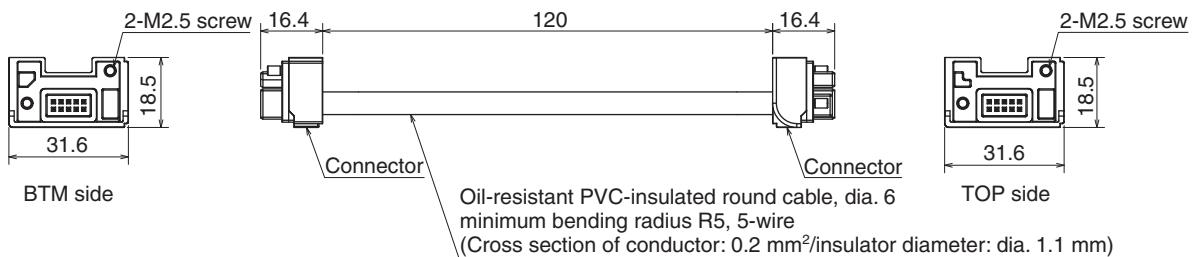 2-M2.5 screw
18.5
31.6
BTM side
16.4
120
16.4
Connector
Connector
Oil-resistant PVC-insulated round cable, dia. 6
minimum bending radius R5, 5-wire
(Cross section of conductor: 0.2 mm²/insulator diameter: dia. 1.1 mm)
2-M2.5 screw
18.5
31.6
TOP side